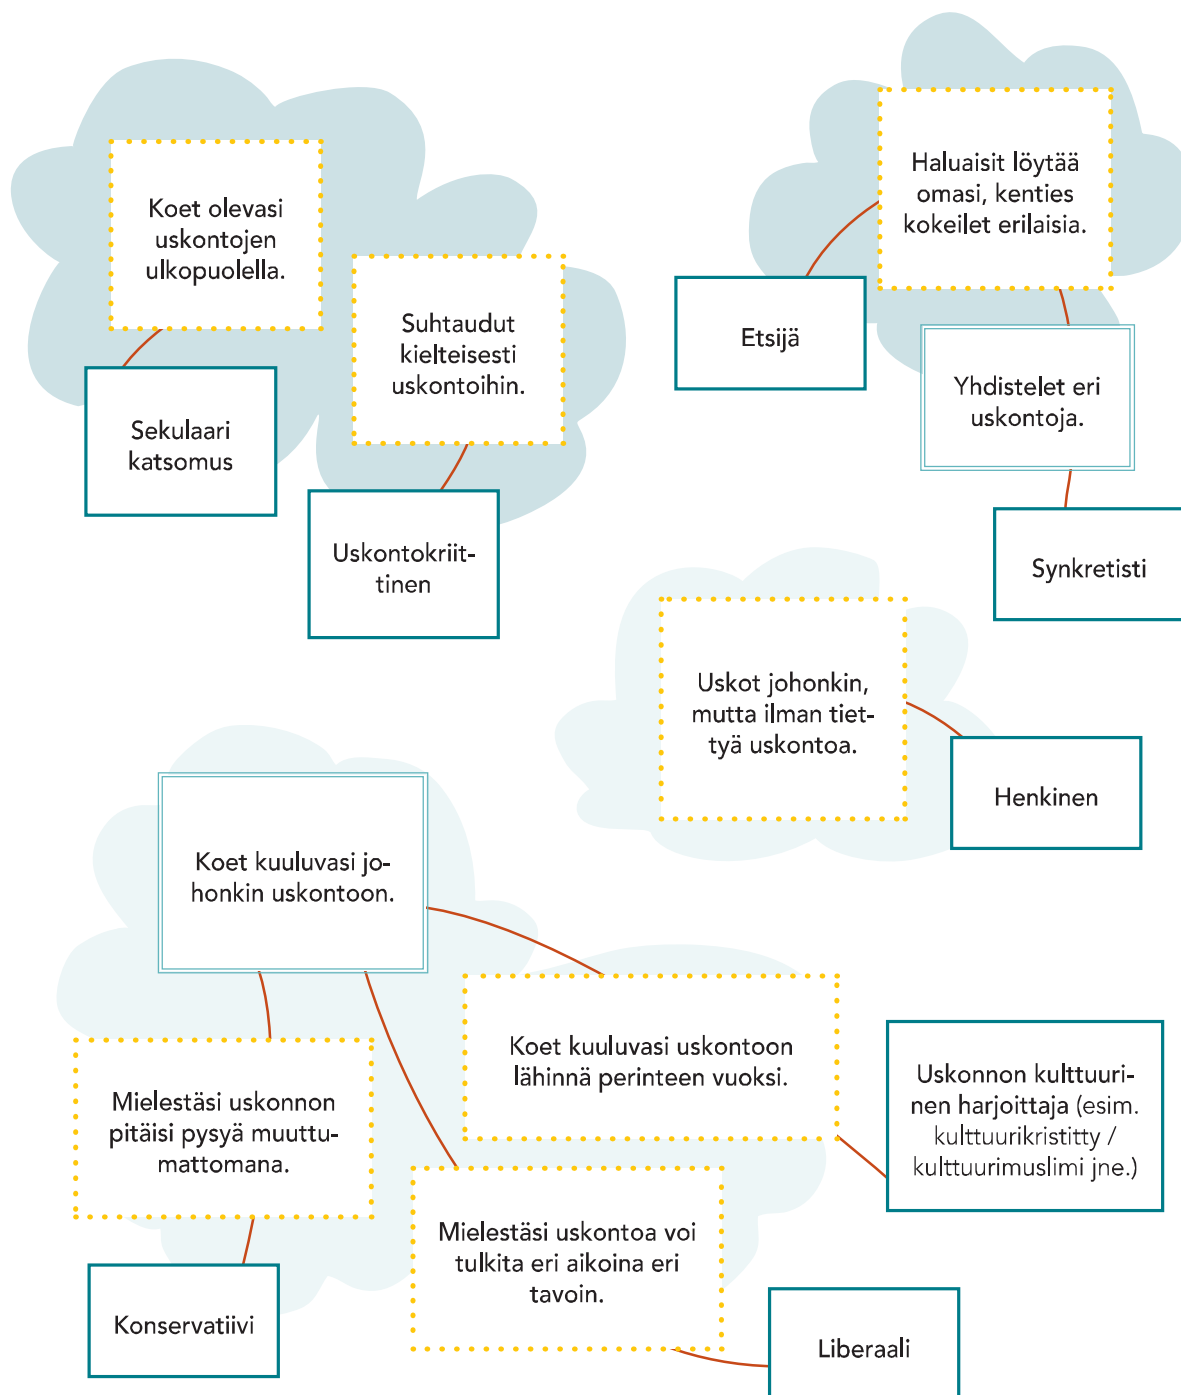 Koet olevasi
uskontojen
ulkopuolella.
Suhtaudut
kielteisesti
uskontoihin.
Sekulaari
katsomus
Uskontokriit-
tinen
Haluaisit löytää
omasi, kenties
kokeilet erilaisia.
Etsijä
Yhdistelet eri
uskontoja.
Synkretisti
Uskot johonkin,
mutta ilman tiet-
tyä uskontoa.
Henkinen
Koet kuuluvasi jo-
honkin uskontoon.
Koet kuuluvasi uskontoon
lähinnä perinteen vuoksi.
Uskonnon kulttuuri-
nen harjoittaja (esim.
kulttuurikristitty /
kulttuurimuslimi jne.)
Mielestäsi uskonnon
pitäisi pysyä muuttu-
mattomana.
Mielestäsi uskontoa voi
tulkita eri aikoina eri
tavoin.
Konservatiivi
Liberaali